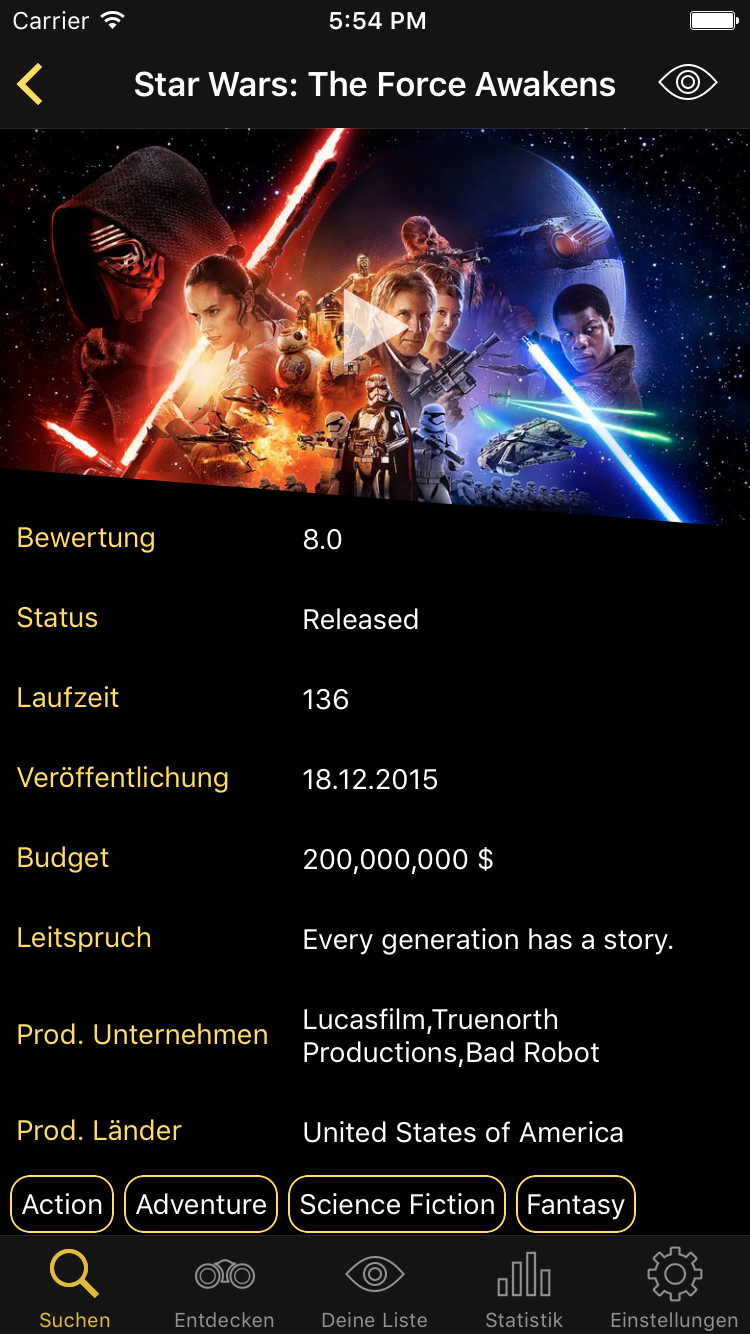 Carrier 5:54 PM
Star Wars: The Force Awakens
Bewertung 8.0
Status Released
Laufzeit 136
Veröffentlichung 18.12.2015
Budget 200,000,000 $
Leitspruch Every generation has a story.
Prod. Unternehmen Lucasfilm,Truenorth
Productions,Bad Robot
Prod. Länder United States of America
Action Adventure Science Fiction Fantasy
Suchen Entdecken Deine Liste Statistik Einstellungen